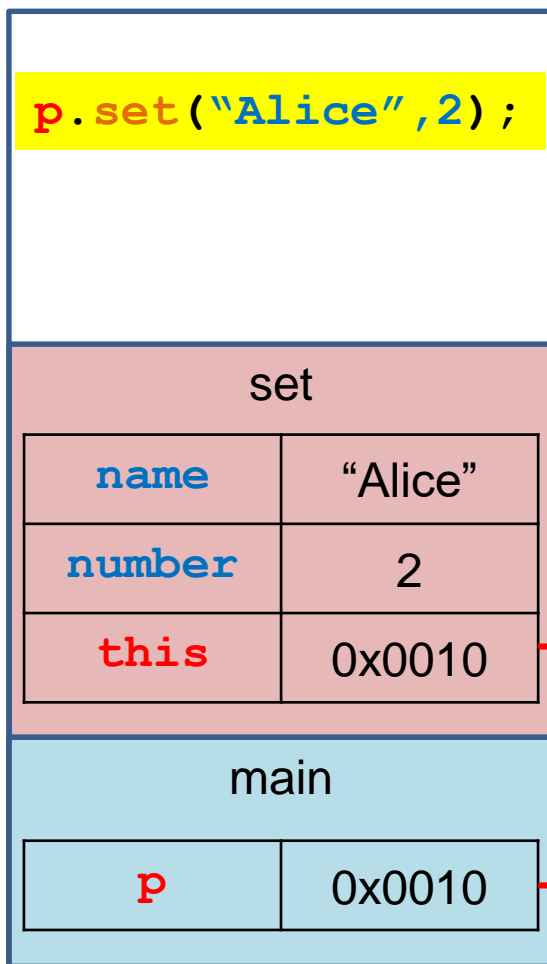 p.set(“Alice”,2);
set
name “Alice”
number 2
this 0x0010
main
p 0x0010